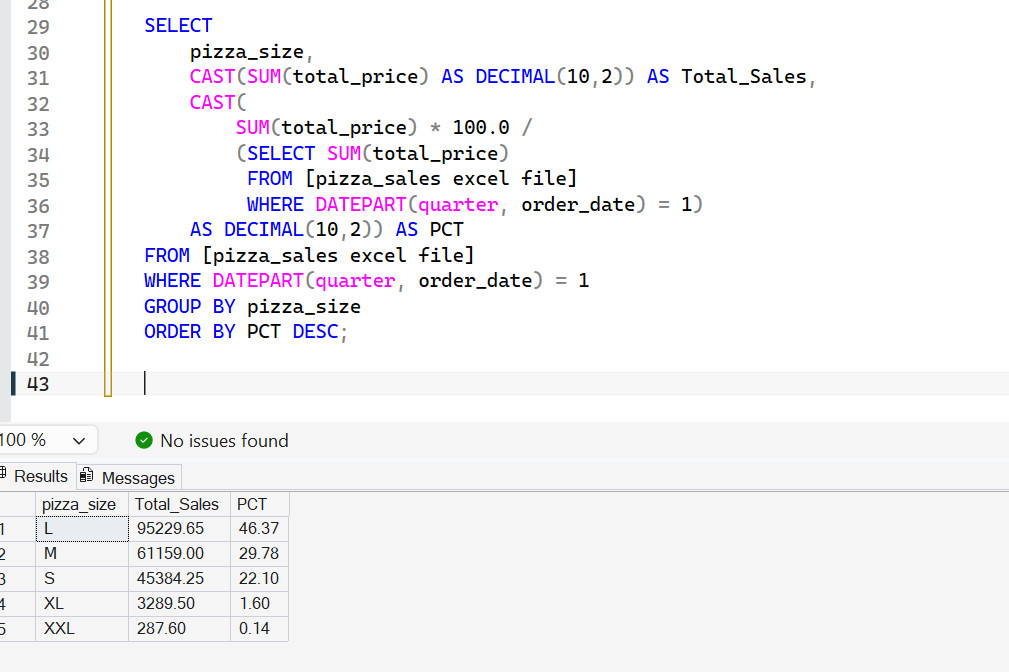 28
29 SELECT
30 pizza_size,
31 CAST(SUM(total_price) AS DECIMAL(10,2)) AS Total_Sales,
32 CAST(
33 SUM(total_price) * 100.0 /
34 (SELECT SUM(total_price)
35 FROM [pizza_sales excel file]
36 WHERE DATEPART(quarter, order_date) = 1)
37 AS DECIMAL(10,2)) AS PCT
38 FROM [pizza_sales excel file]
39 WHERE DATEPART(quarter, order_date) = 1
40 GROUP BY pizza_size
41 ORDER BY PCT DESC;
42
43
100 % No issues found
Results Messages
pizza_size Total_Sales PCT
1 L 95229.65 46.37
2 M 61159.00 29.78
3 S 45384.25 22.10
4 XL 3289.50 1.60
5 XXL 287.60 0.14